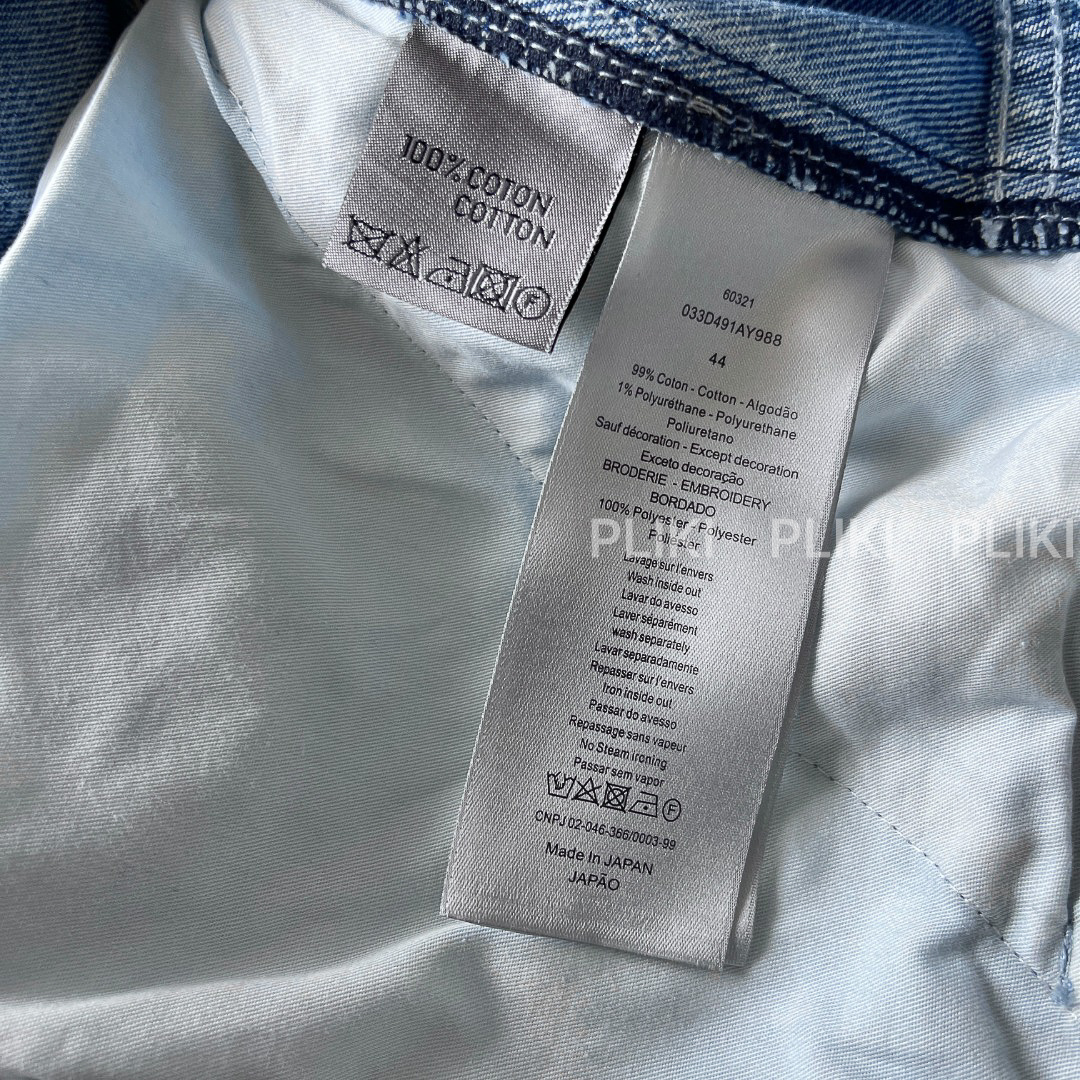 100% COTON
COTTON
F
60321
033D491AY988
44
99% Coton - Cotton - Algodão
1% Polyuréthane - Polyurethane
Poliuretano
Sauf décoration - Except decoration
Exceto decoração
BRODERIE - EMBROIDERY
BORDADO
100% Polyester - Polyester
Poliéster
PLIKI PLIKI PLIKI
Lavage sur l'envers
Wash inside out
Lavar do avesso
Laver séparément
wash separately
Lavar separadamente
Repasser sur l'envers
Iron inside out
Passar do avesso
Repassage sans vapeur
No Steam ironing
Passar sem vapor
F
CNPJ 02-046-366/0003-99
Made In JAPAN
JAPÃO